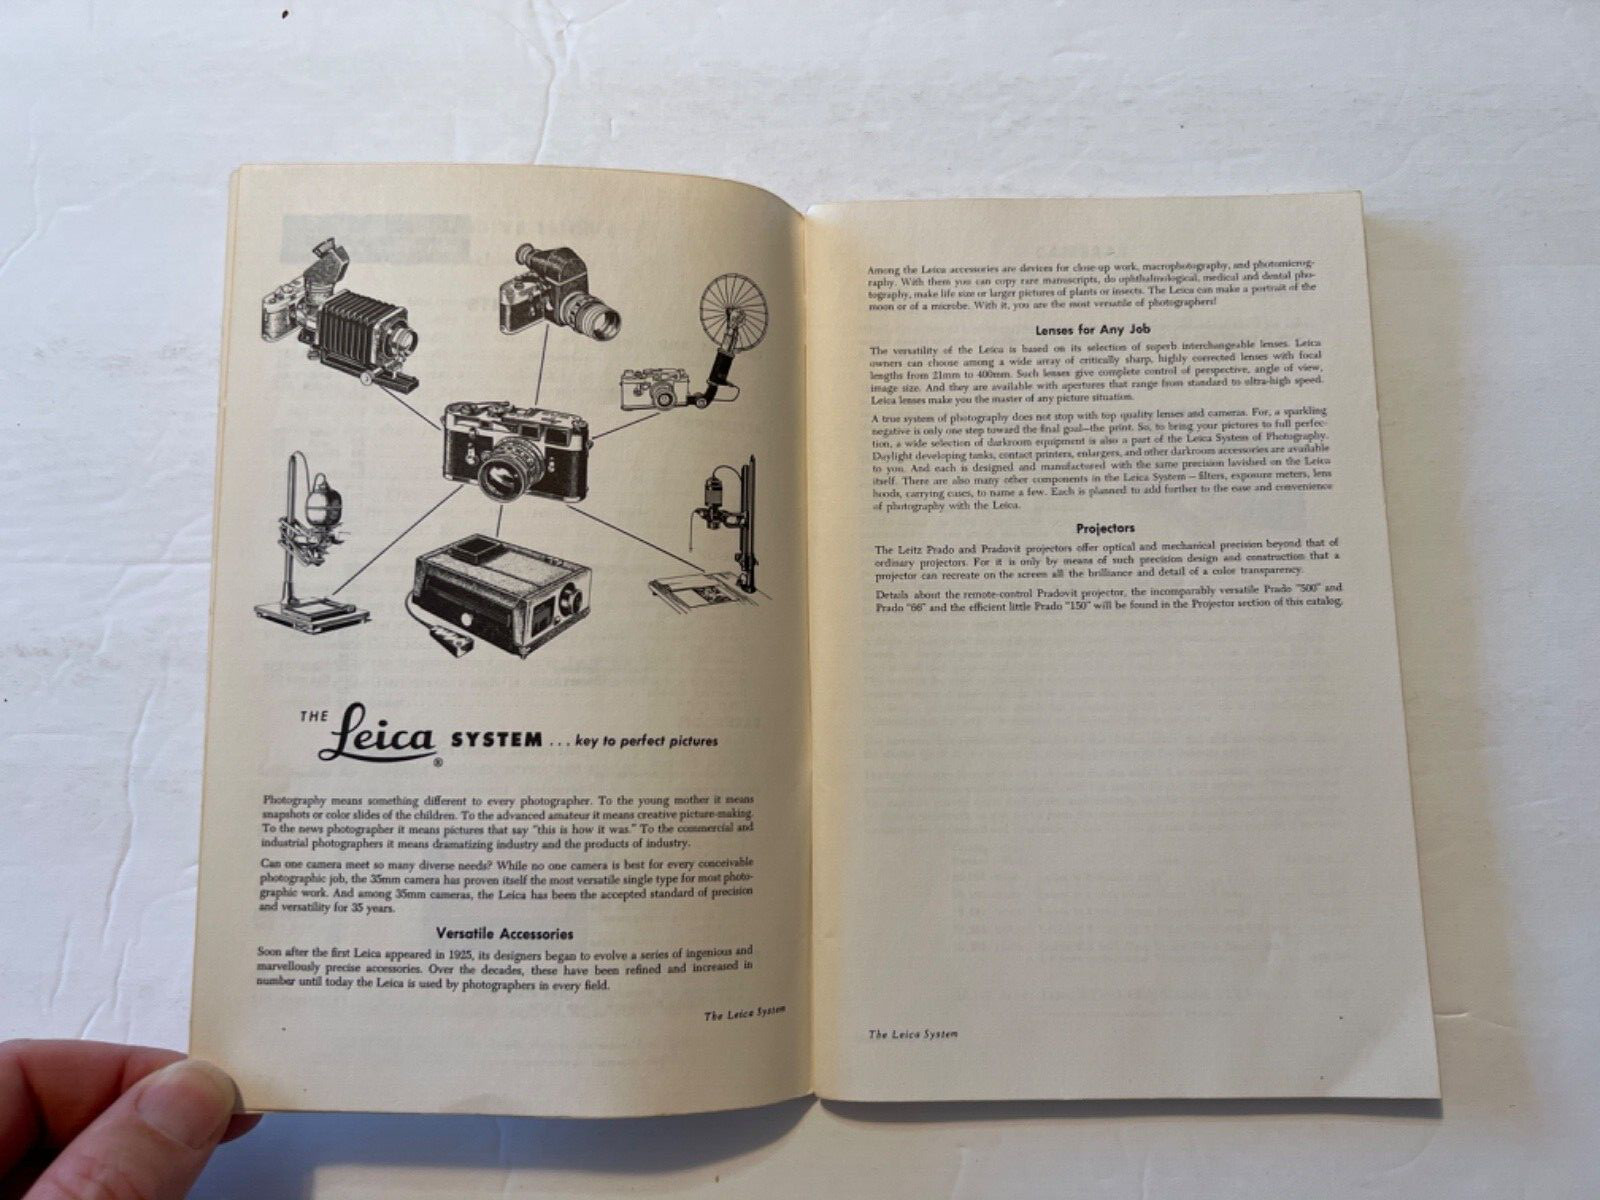 THE Leica® SYSTEM ... key to perfect pictures
Photography means something different to every photographer. To the young mother it means
snapshots or color slides of the children. To the advanced amateur it means creative picture-making.
To the news photographer it means pictures that say "this is how it was." To the commercial and
industrial photographers it means dramatizing industry and the products of industry.
Can one camera meet so many diverse needs? While no one camera is best for every conceivable
photographic job, the 35mm camera has proven itself the most versatile single type for most photo-
graphic work. And among 35mm cameras, the Leica has been the accepted standard of precision
and versatility for 35 years.
Versatile Accessories
Soon after the first Leica appeared in 1925, its designers began to evolve a series of ingenious and
marvellously precise accessories. Over the decades, these have been refined and increased in
number until today the Leica is used by photographers in every field.
The Leica System
Among the Leica accessories are devices for close-up work, macrophotography, and photomicrog-
raphy. With them you can copy rare manuscripts, do ophthalmological, medical and dental pho-
tography, make life size or larger pictures of plants or insects. The Leica can make a portrait of the
moon or of a microbe. With it, you are the most versatile of photographers!
Lenses for Any Job
The versatility of the Leica is based on its selection of superb interchangeable lenses. Leica
owners can choose among a wide array of critically sharp, highly corrected lenses with focal
lengths from 21mm to 400mm. Such lenses give complete control of perspective, angle of view,
image size. And they are available with apertures that range from standard to ultra-high speed.
Leica lenses make you the master of any picture situation.
A true system of photography does not stop with top quality lenses and cameras. For, a sparkling
negative is only one step toward the final goal—the print. So, to bring your pictures to full perfec-
tion, a wide selection of darkroom equipment is also a part of the Leica System of Photography.
Daylight developing tanks, contact printers, enlargers, and other darkroom accessories are available
to you. And each is designed and manufactured with the same precision lavished on the Leica
itself. There are also many other components in the Leica System – filters, exposure meters, lens
hoods, carrying cases, to name a few. Each is planned to add further to the ease and convenience
of photography with the Leica.
Projectors
The Leitz Prado and Pradovit projectors offer optical and mechanical precision beyond that of
ordinary projectors. For it is only by means of such precision design and construction that a
projector can recreate on the screen all the brilliance and detail of a color transparency.
Details about the remote-control Pradovit projector, the incomparably versatile Prado "500" and
Prado "66" and the efficient little Prado "150" will be found in the Projector section of this catalog.
The Leica System